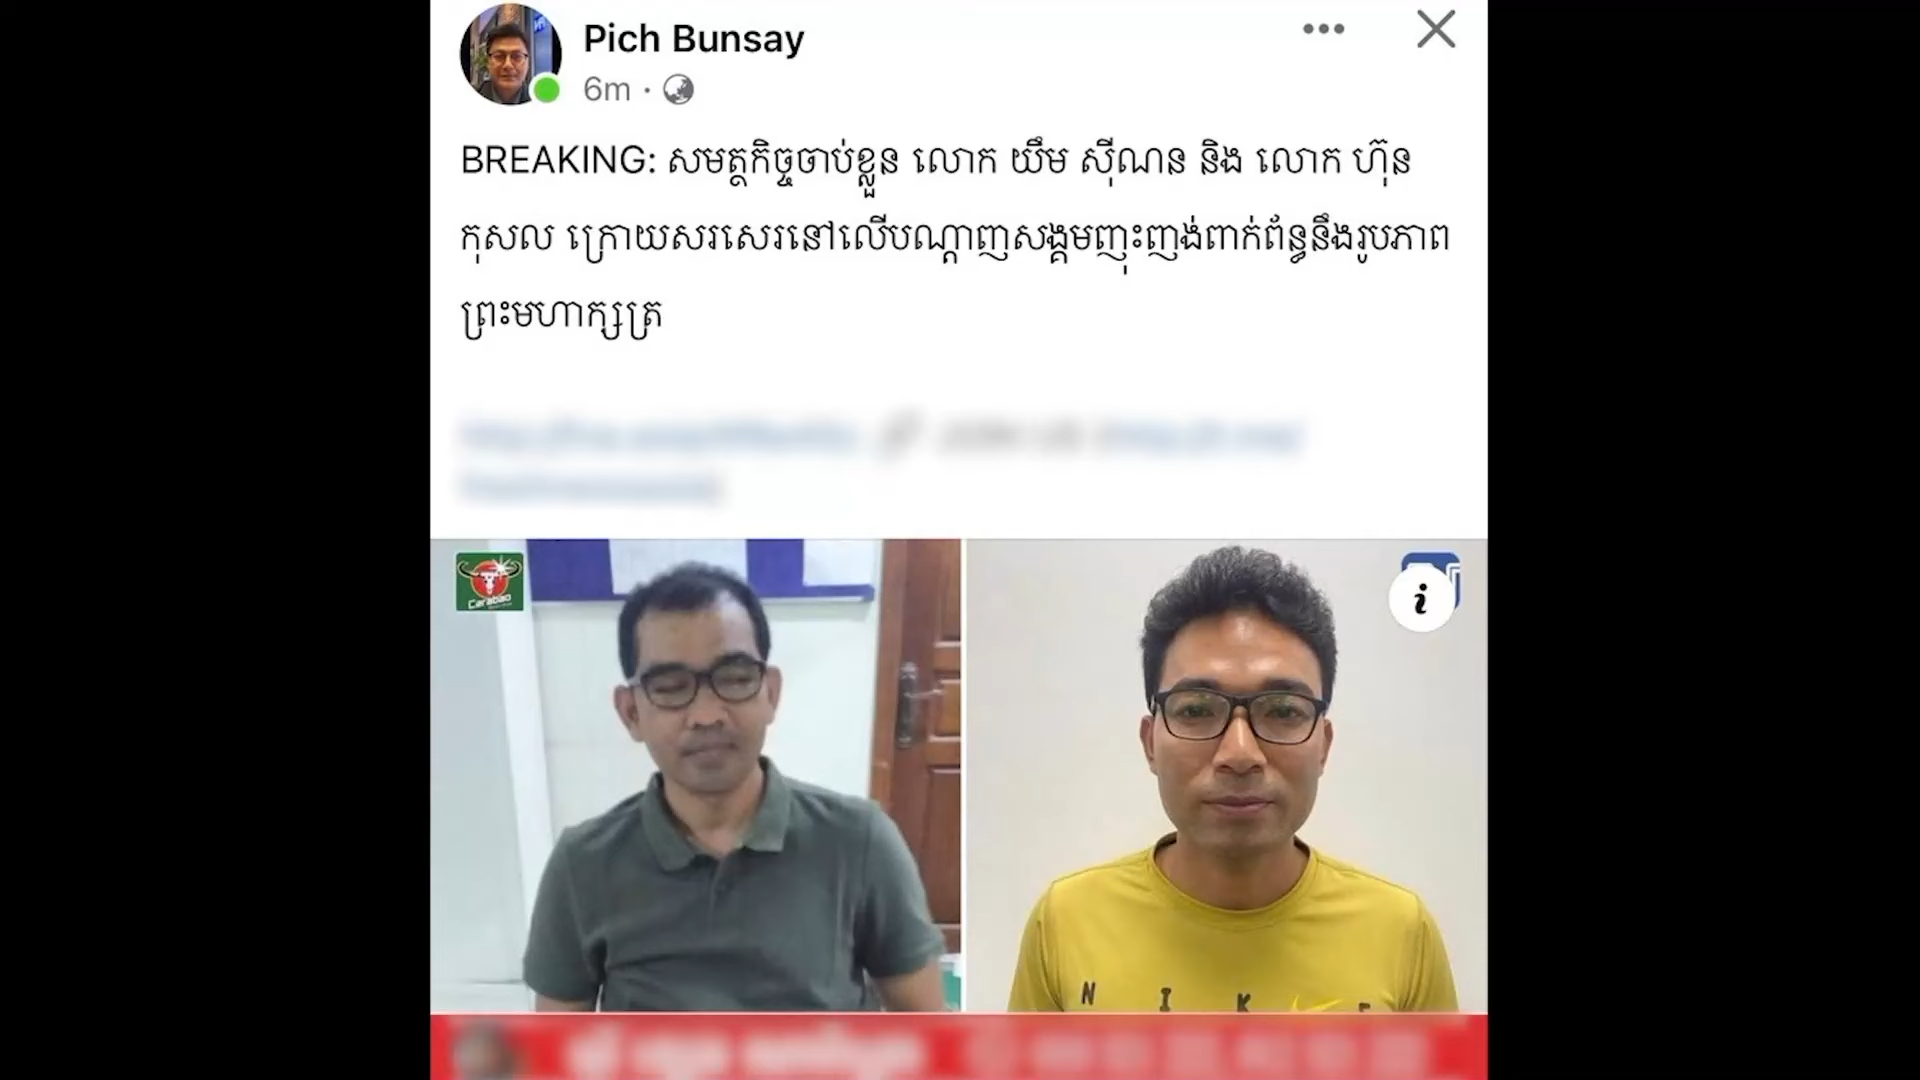 Pich Bunsay
6m ·
BREAKING: សមត្ថកិច្ចចាប់ខ្លួន លោក យឹម ស៊ីណន និង លោក ហ៊ុន
កុសល ក្រោយសរសេរនៅលើបណ្ដាញសង្គមញុះញង់ពាក់ព័ន្ធនឹងរូបភាព
ព្រះមហាក្សត្រ
Carabao
i
N I K E